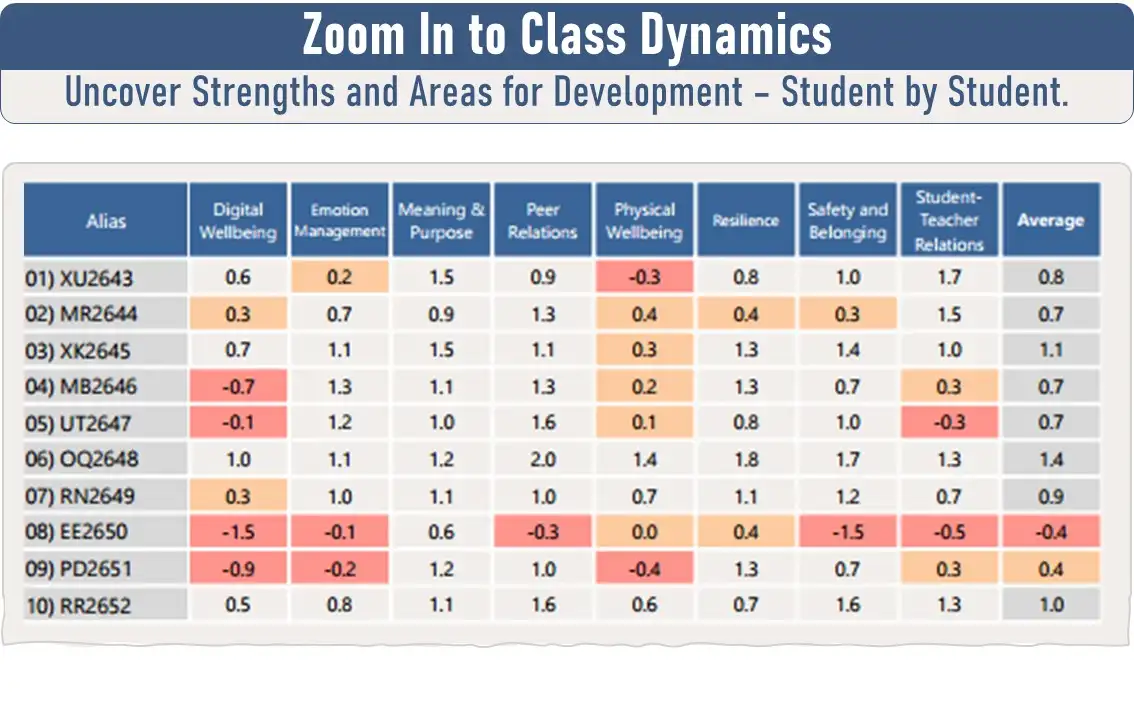 Zoom In to Class Dynamics
Uncover Strengths and Areas for Development – Student by Student.
Alias Digital Wellbeing Emotion Management Meaning & Purpose Peer Relations Physical Wellbeing Resilience Safety and Belonging Student-Teacher Relations Average
01) XU2643 0.6 0.2 1.5 0.9 -0.3 0.8 1.0 1.7 0.8
02) MR2644 0.3 0.7 0.9 1.3 0.4 0.4 0.3 1.5 0.7
03) XK2645 0.7 1.1 1.5 1.1 0.3 1.3 1.4 1.0 1.1
04) MB2646 -0.7 1.3 1.1 1.3 0.2 1.3 0.7 0.3 0.7
05) UT2647 -0.1 1.2 1.0 1.6 0.1 0.8 1.0 -0.3 0.7
06) OQ2648 1.0 1.1 1.2 2.0 1.4 1.8 1.7 1.3 1.4
07) RN2649 0.3 1.0 1.1 1.0 0.7 1.1 1.2 0.7 0.9
08) EE2650 -1.5 -0.1 0.6 -0.3 0.0 0.4 -1.5 -0.5 -0.4
09) PD2651 -0.9 -0.2 1.2 1.0 -0.4 1.3 0.7 0.3 0.4
10) RR2652 0.5 0.8 1.1 1.6 0.6 0.7 1.6 1.3 1.0